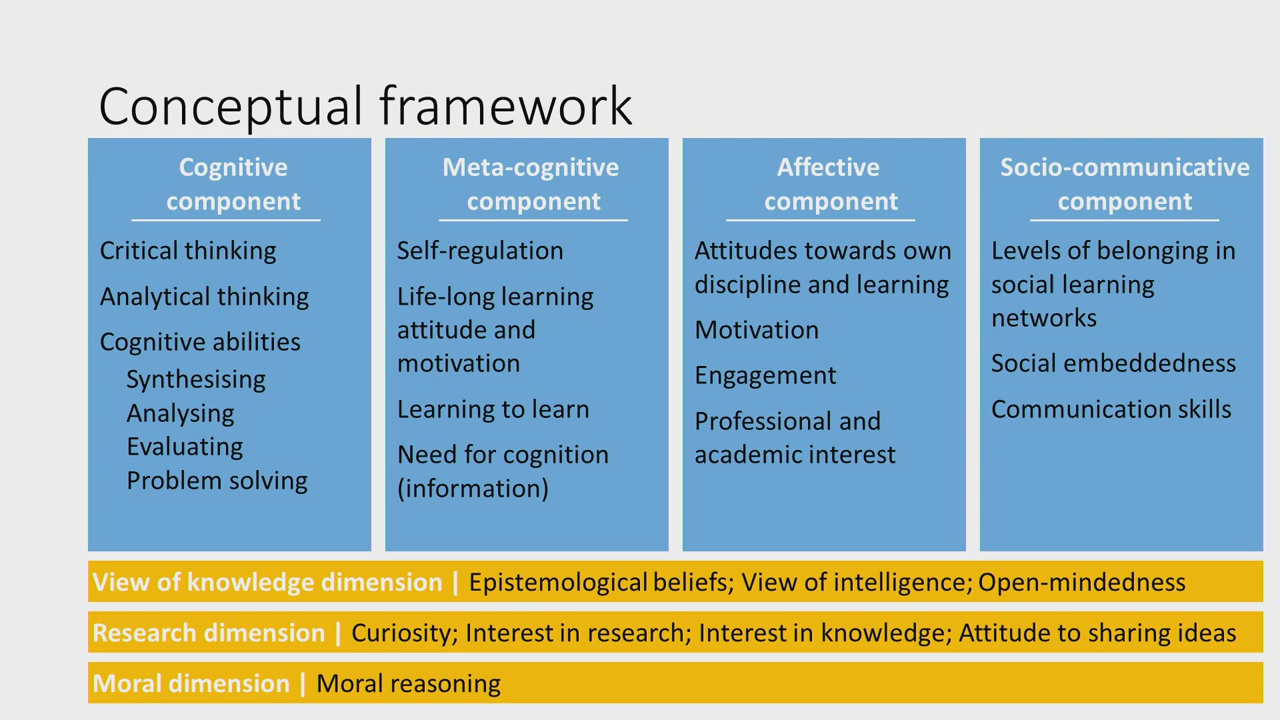 Conceptual framework
Cognitive
component
Critical thinking
Analytical thinking
Cognitive abilities
Synthesising
Analysing
Evaluating
Problem solving
Meta-cognitive
component
Self-regulation
Life-long learning
attitude and
motivation
Learning to learn
Need for cognition
(information)
Affective
component
Attitudes towards own
discipline and learning
Motivation
Engagement
Professional and
academic interest
Socio-communicative
component
Levels of belonging in
social learning
networks
Social embeddedness
Communication skills
View of knowledge dimension | Epistemological beliefs; View of intelligence; Open-mindedness
Research dimension | Curiosity; Interest in research; Interest in knowledge; Attitude to sharing ideas
Moral dimension | Moral reasoning